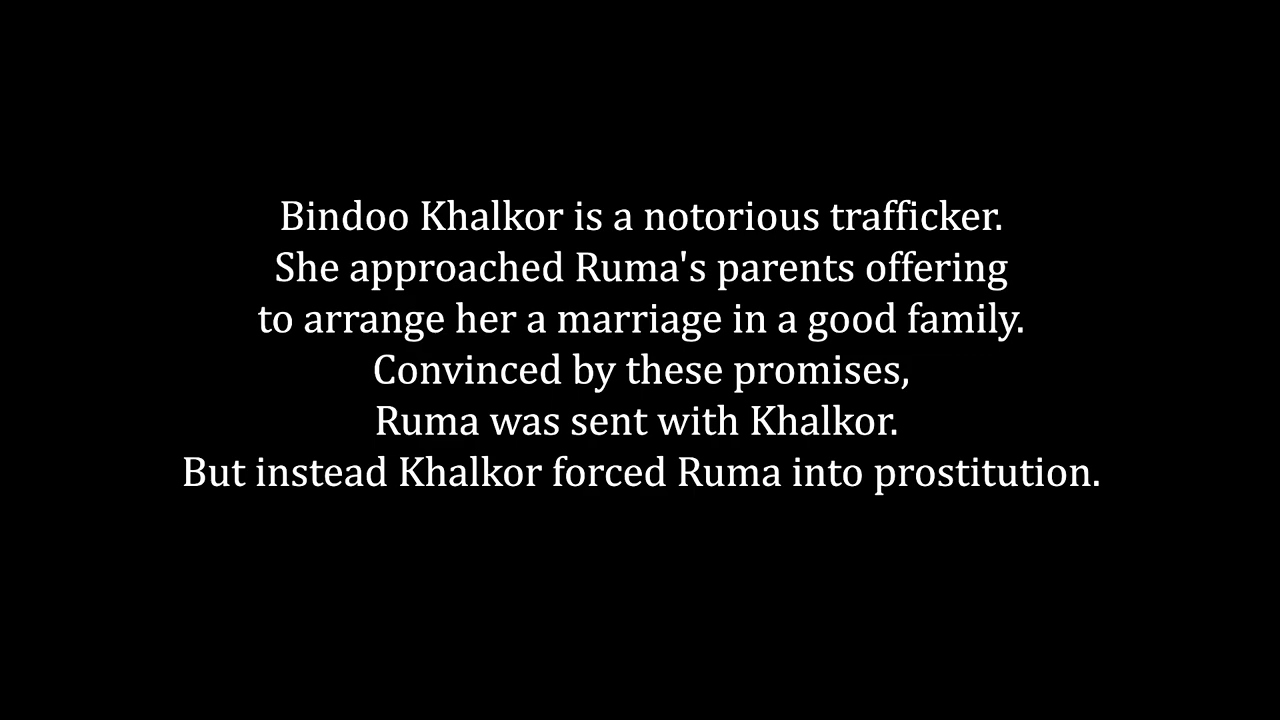 Bindoo Khalkor is a notorious trafficker.
She approached Ruma's parents offering
to arrange her a marriage in a good family.
Convinced by these promises,
Ruma was sent with Khalkor.
But instead Khalkor forced Ruma into prostitution.